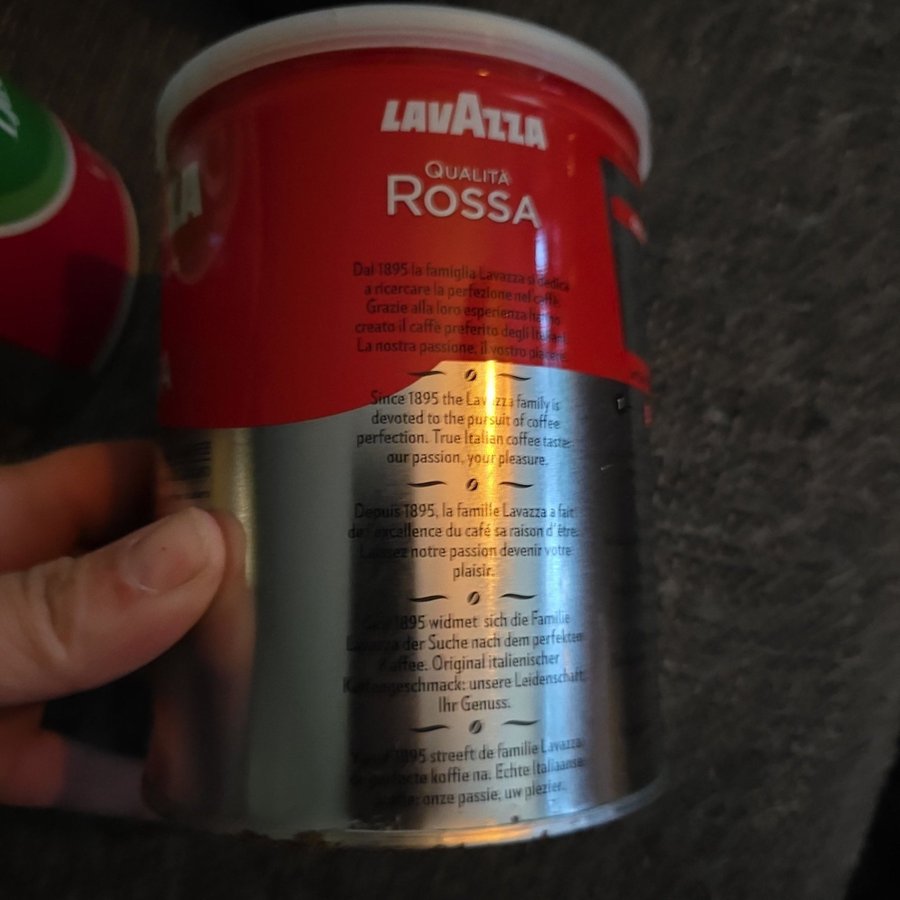 LAVAZZA
QUALITÀ
ROSSA
Dal 1895 la famiglia Lavazza si dedica
a ricercare la perfezione nel caffè.
Grazie alla loro esperienza hanno
creato il caffè preferito degli Italiani.
La nostra passione, il vostro piacere.
Since 1895 the Lavazza family is
devoted to the pursuit of coffee
perfection. True Italian coffee taste:
our passion, your pleasure.
Depuis 1895, la famille Lavazza a fait
de l'excellence du café sa raison d'être.
Laissez notre passion devenir votre
plaisir.
1895 widmet sich die Familie
Lavazza der Suche nach dem perfekten
Kaffee. Original italienischer
unsere Leidenschaft,
Ihr Genuss.
1895 streeft de familie Lavazza
koffie na. Echte Italiaanse
onze passie, uw plezier.
LA